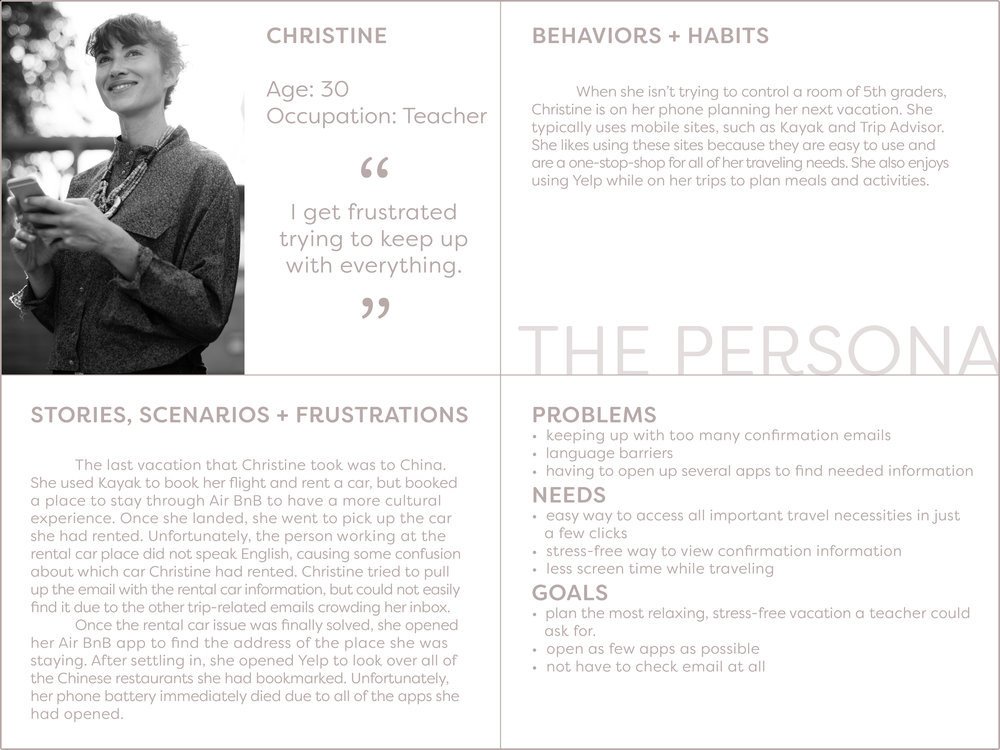 CHRISTINE
Age: 30
Occupation: Teacher
“
I get frustrated
trying to keep up
with everything.
”
BEHAVIORS + HABITS
When she isn’t trying to control a room of 5th graders,
Christine is on her phone planning her next vacation. She
typically uses mobile sites, such as Kayak and Trip Advisor.
She likes using these sites because they are easy to use and
are a one-stop-shop for all of her traveling needs. She also enjoys
using Yelp while on her trips to plan meals and activities.
THE PERSONA
STORIES, SCENARIOS + FRUSTRATIONS
The last vacation that Christine took was to China.
She used Kayak to book her flight and rent a car, but booked
a place to stay through Air BnB to have a more cultural
experience. Once she landed, she went to pick up the car
she had rented. Unfortunately, the person working at the
rental car place did not speak English, causing some confusion
about which car Christine had rented. Christine tried to pull
up the email with the rental car information, but could not easily
find it due to the other trip-related emails crowding her inbox.
Once the rental car issue was finally solved, she opened
her Air BnB app to find the address of the place she was
staying. After settling in, she opened Yelp to look over all of
the Chinese restaurants she had bookmarked. Unfortunately,
her phone battery immediately died due to all of the apps she
had opened.
PROBLEMS
• keeping up with too many confirmation emails
• language barriers
• having to open up several apps to find needed information
NEEDS
• easy way to access all important travel necessities in just
a few clicks
• stress-free way to view confirmation information
• less screen time while traveling
GOALS
• plan the most relaxing, stress-free vacation a teacher could
ask for.
• open as few apps as possible
• not have to check email at all